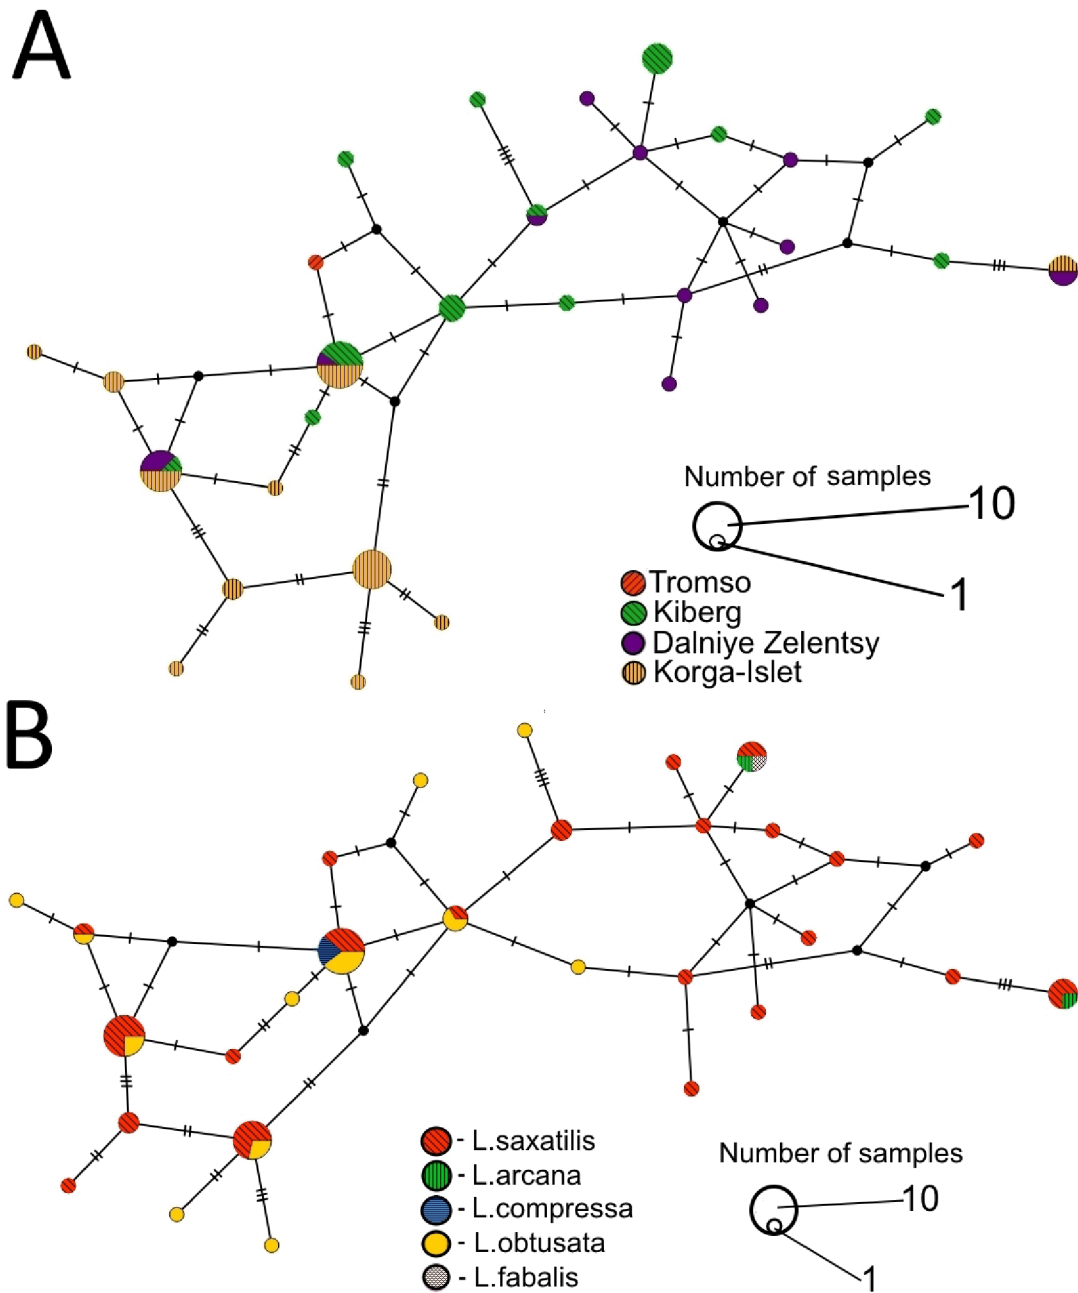 A
Number of samples
10
1
Tromso
Kiberg
Dalniye Zelentsy
Korga-Islet
B
- L.saxatilis
- L.arcana
- L.compressa
- L.obtusata
- L.fabalis
Number of samples
10
1